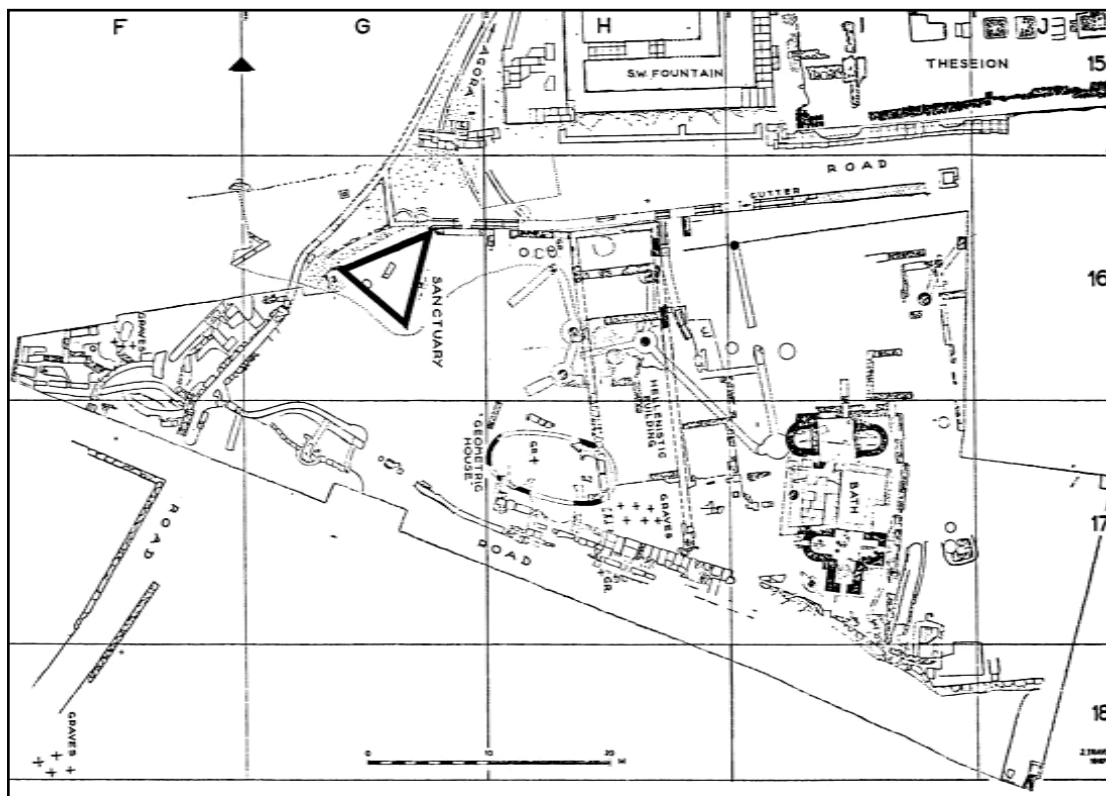 F
G
H
I
J
AGORA
S.W. FOUNTAIN
THESEION
15
ROAD
GUTTER
GR.
SANCTUARY
16
GRAVES
HELLENISTIC
BUILDING
GEOMETRIC
HOUSE
GR.
GRAVES
BATH
17
ROAD
ROAD
GR.
18
GRAVES
0 10 20 M